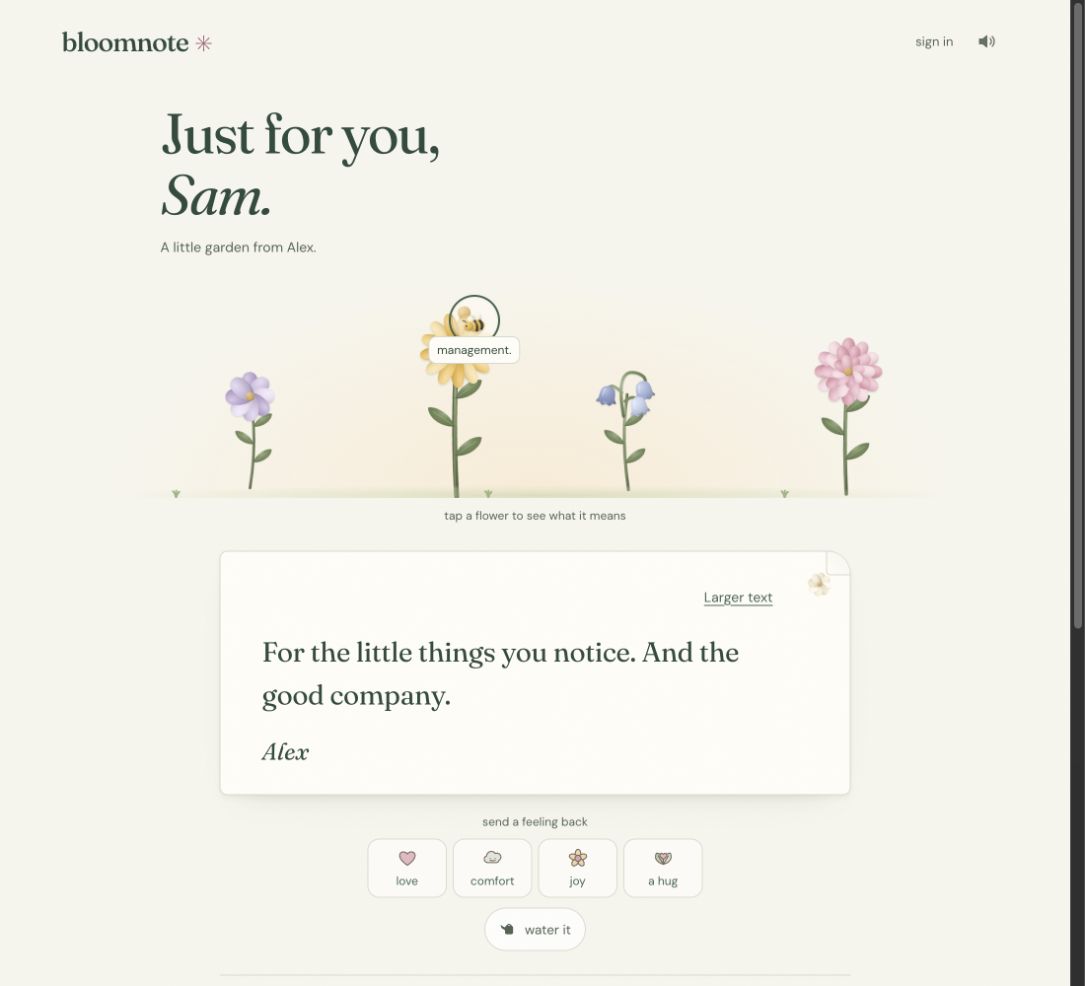 bloomnote
sign in
Just for you,
Sam.
A little garden from Alex.
management.
tap a flower to see what it means
Larger text
For the little things you notice. And the
good company.
Alex
send a feeling back
love
comfort
joy
a hug
water it